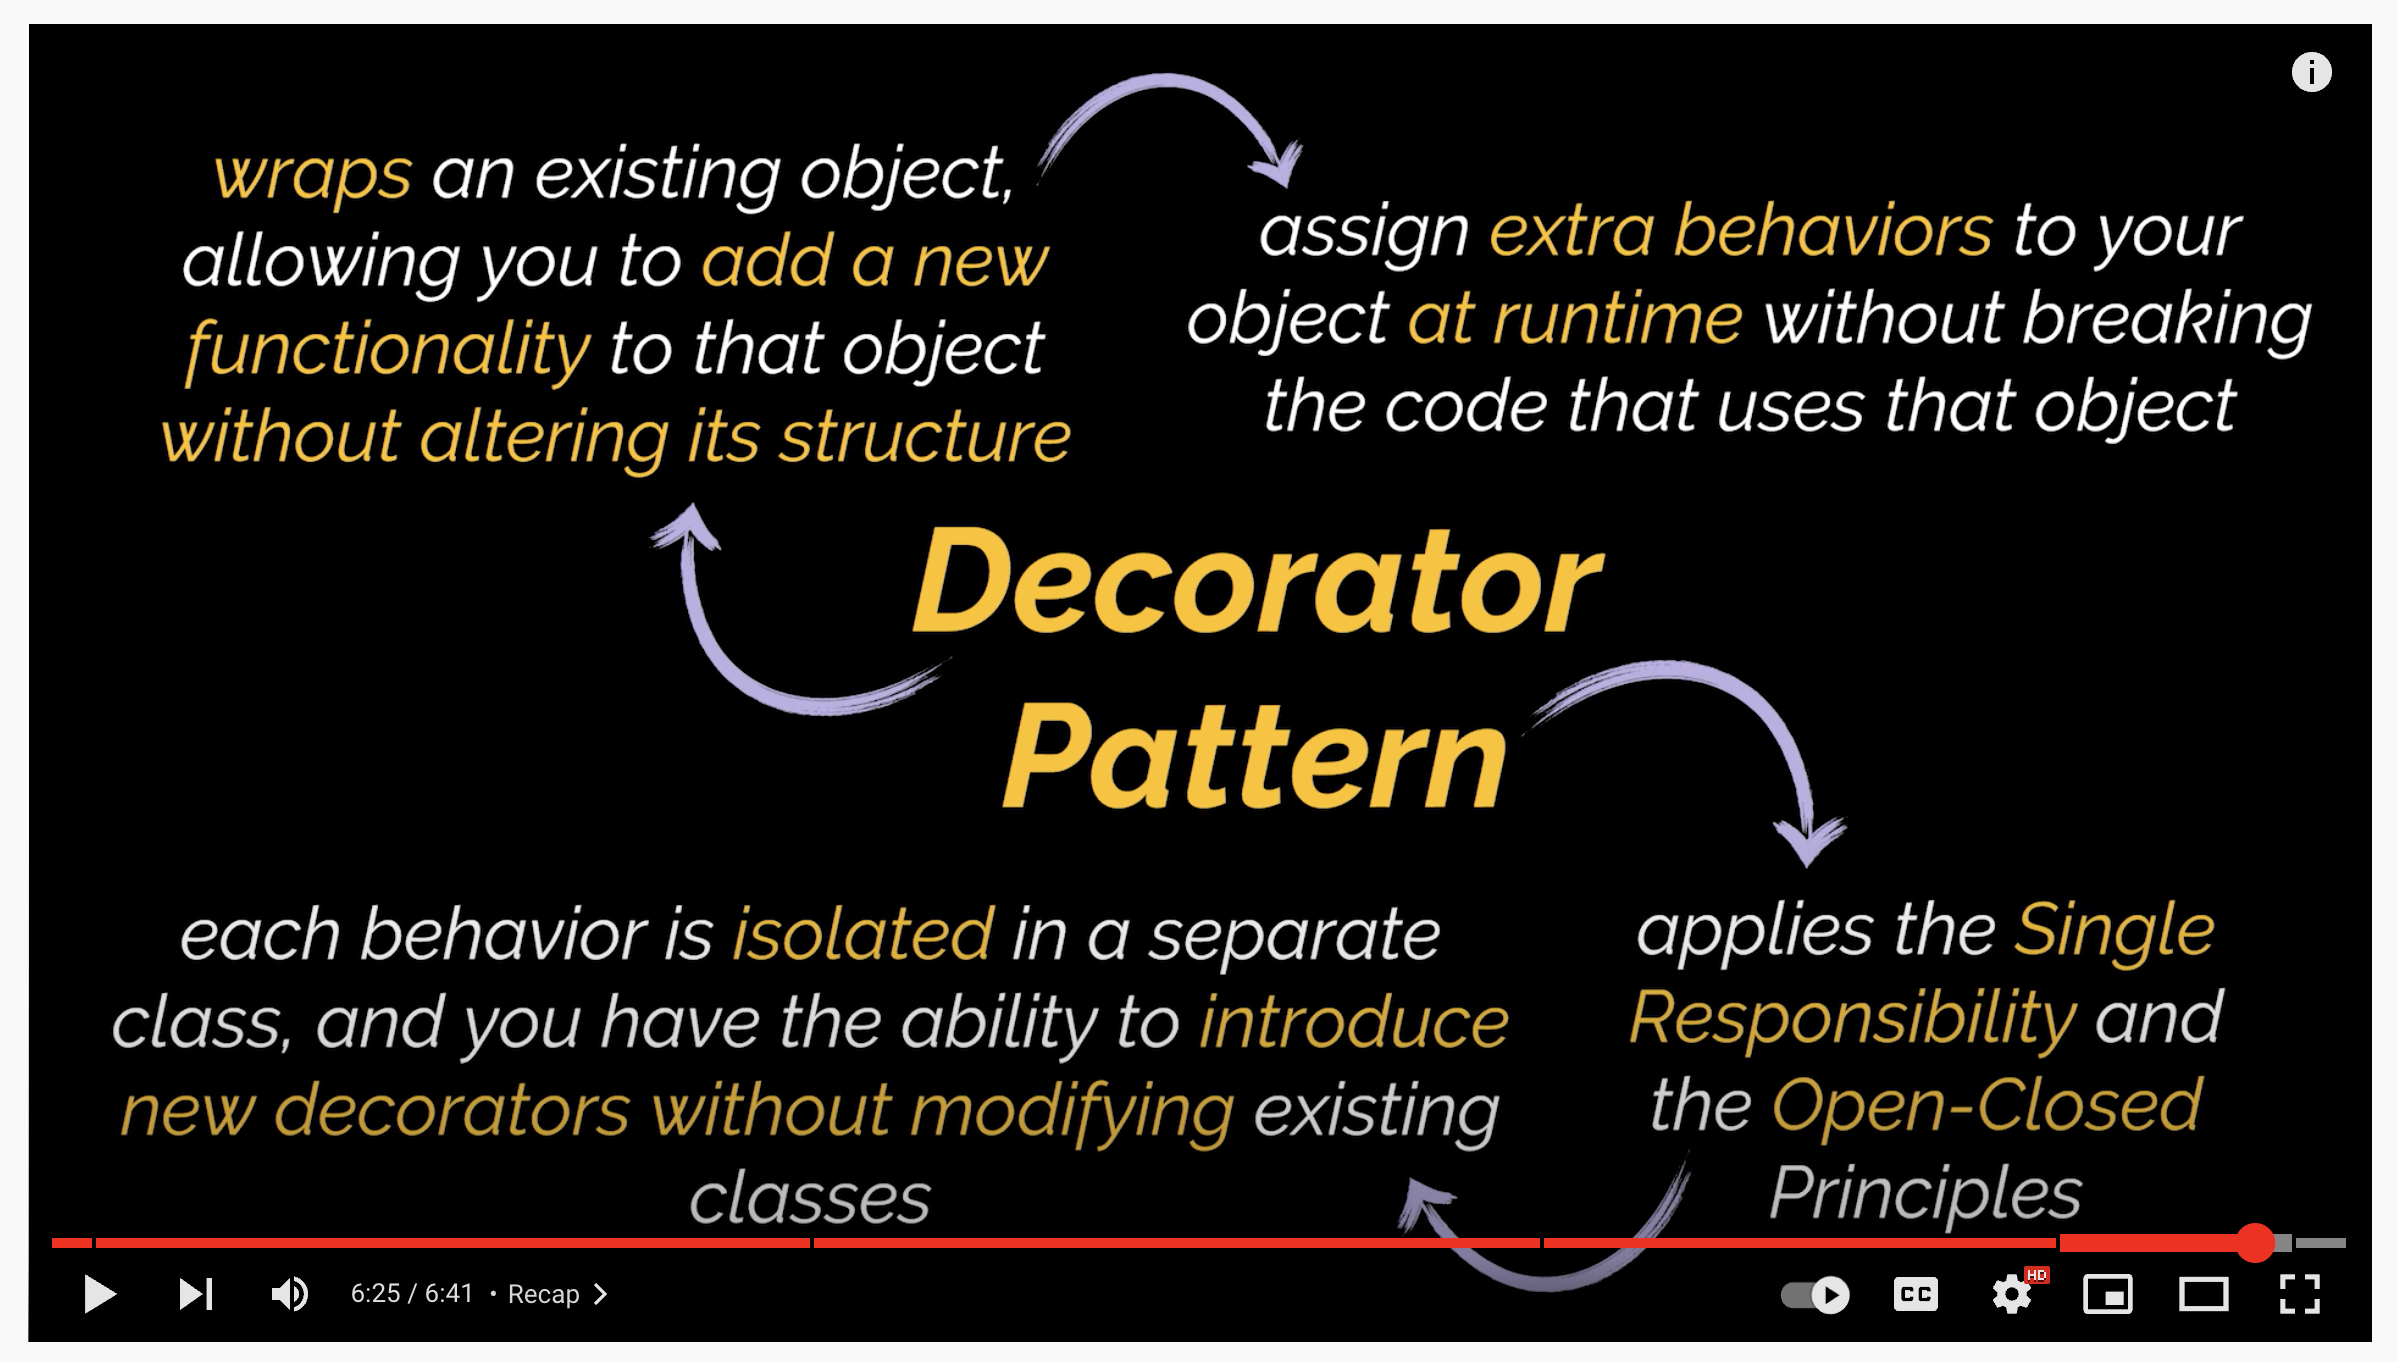 wraps an existing object,
allowing you to add a new
functionality to that object
without altering its structure
assign extra behaviors to your
object at runtime without breaking
the code that uses that object
Decorator
Pattern
each behavior is isolated in a separate
class, and you have the ability to introduce
new decorators without modifying existing
classes
applies the Single
Responsibility and
the Open-Closed
Principles
6:25 / 6:41 • Recap
CC
HD